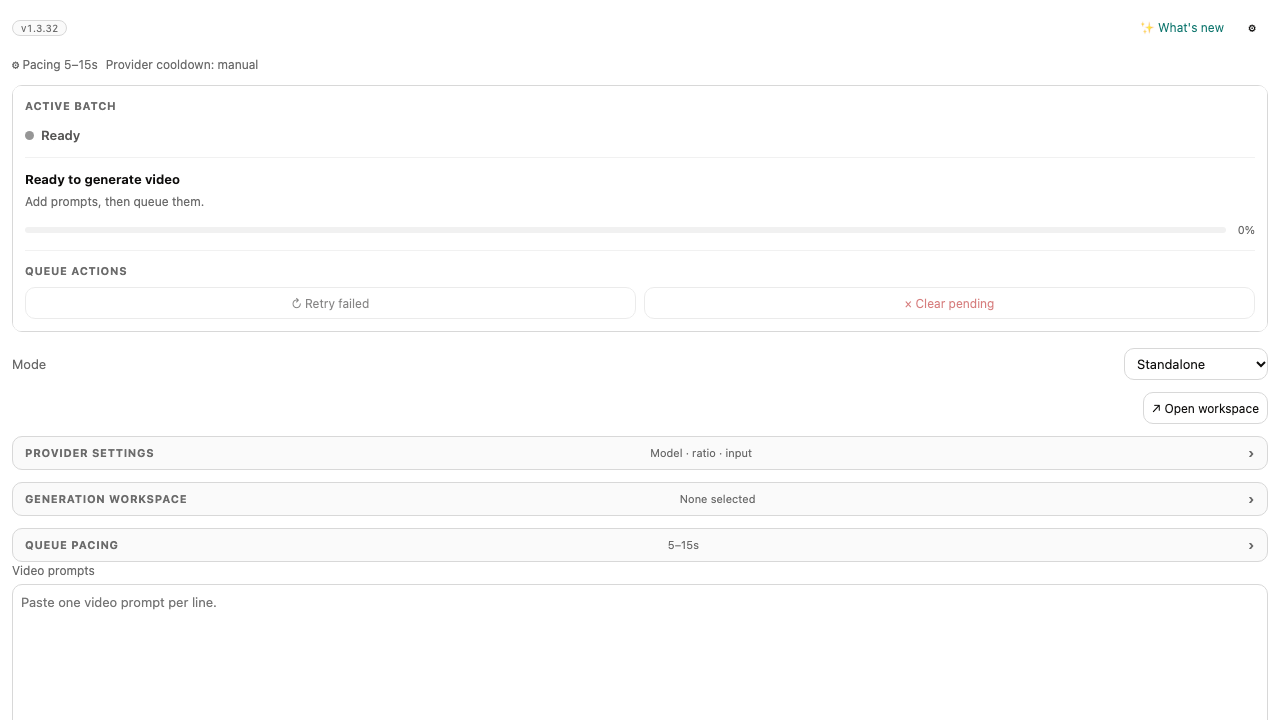 v1.3.32
✨ What's new ⚙
⚙ Pacing 5–15s Provider cooldown: manual
ACTIVE BATCH
Ready
Ready to generate video
Add prompts, then queue them.
0%
QUEUE ACTIONS
↻ Retry failed
× Clear pending
Mode
Standalone
↗ Open workspace
PROVIDER SETTINGS Model · ratio · input ›
GENERATION WORKSPACE None selected ›
QUEUE PACING 5–15s ›
Video prompts
Paste one video prompt per line.